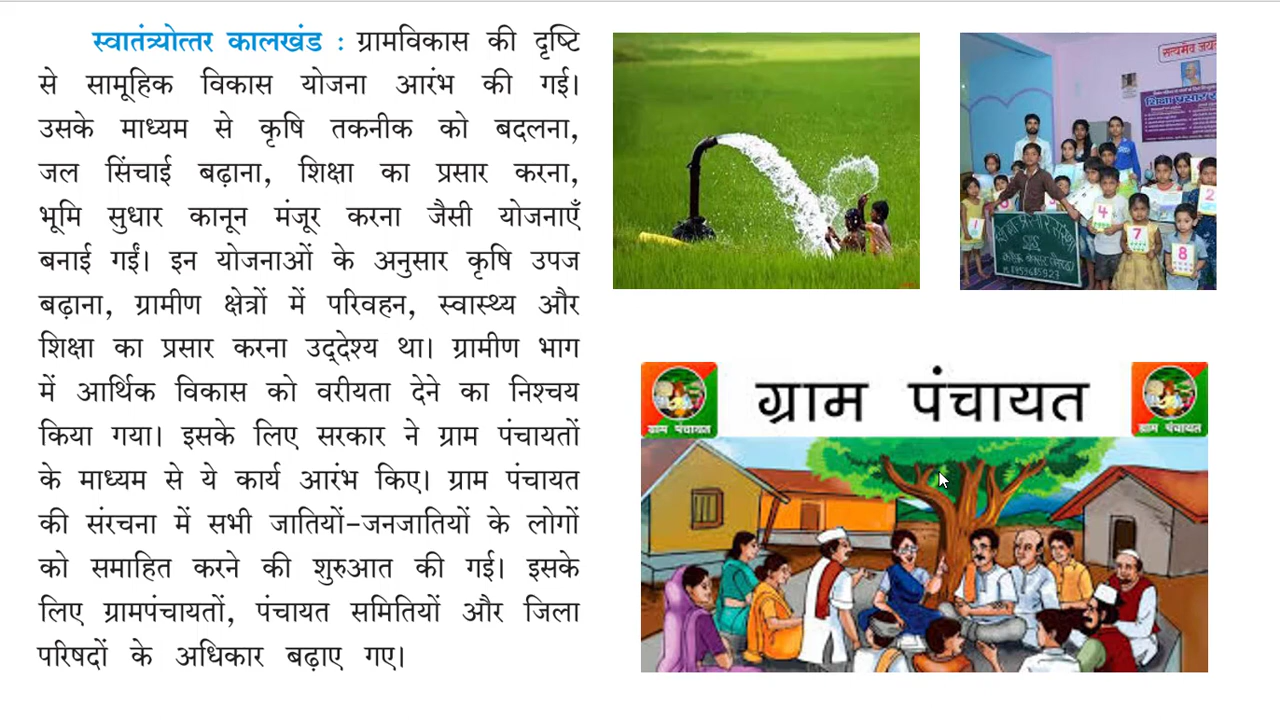 स्वातंत्र्योत्तर कालखंड : ग्रामविकास की दृष्टि
से सामूहिक विकास योजना आरंभ की गई।
उसके माध्यम से कृषि तकनीक को बदलना,
जल सिंचाई बढ़ाना, शिक्षा का प्रसार करना,
भूमि सुधार कानून मंजूर करना जैसी योजनाएँ
बनाई गईं। इन योजनाओं के अनुसार कृषि उपज
बढ़ाना, ग्रामीण क्षेत्रों में परिवहन, स्वास्थ्य और
शिक्षा का प्रसार करना उद्‌देश्य था। ग्रामीण भाग
में आर्थिक विकास को वरीयता देने का निश्चय
किया गया। इसके लिए सरकार ने ग्राम पंचायतों
के माध्यम से ये कार्य आरंभ किए। ग्राम पंचायत
की संरचना में सभी जातियों-जनजातियों के लोगों
को समाहित करने की शुरुआत की गई। इसके
लिए ग्रामपंचायतों, पंचायत समितियों और जिला
परिषदों के अधिकार बढ़ाए गए।
सत्यमेव जयते
शिक्षा प्रसार
शिक्षा प्रसार संस्था
SPS
1
4
7
8
2
ग्राम पंचायत
ग्राम पंचायत
ग्राम पंचायत